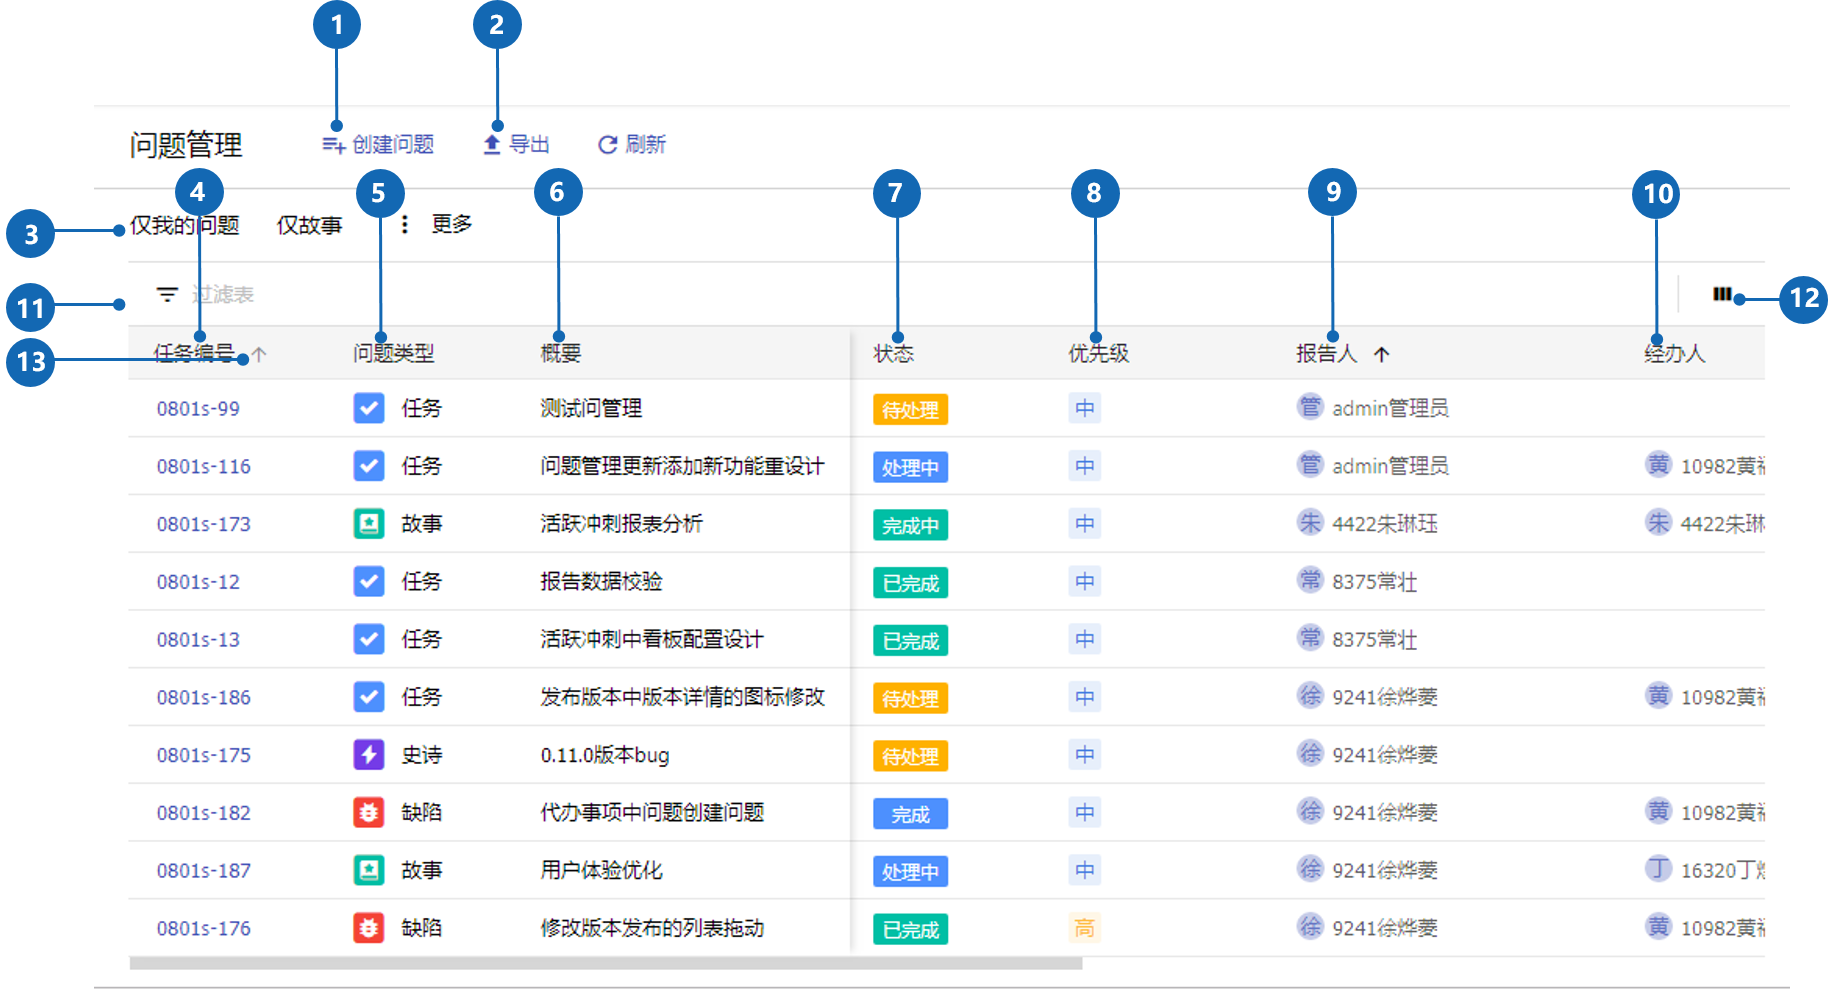 1 2
问题管理 创建问题 导出 刷新
4 5 6 7 8 9 10
3 仅我的问题 仅故事 更多
11 过滤表 12
13 任务编号 问题类型 概要 状态 优先级 报告人 经办人
0801s-99 任务 测试问管理 待处理 中 管 admin管理员
0801s-116 任务 问题管理更新添加新功能重设计 处理中 中 管 admin管理员 黄 10982黄
0801s-173 故事 活跃冲刺报表分析 完成中 中 朱 4422朱琳珏 朱 4422朱琳
0801s-12 任务 报告数据校验 已完成 中 常 8375常壮
0801s-13 任务 活跃冲刺中看板配置设计 已完成 中 常 8375常壮
0801s-186 任务 发布版本中版本详情的图标修改 待处理 中 徐 9241徐烨菱 黄 10982黄
0801s-175 史诗 0.11.0版本bug 待处理 中 徐 9241徐烨菱
0801s-182 缺陷 代办事项中问题创建问题 完成 中 徐 9241徐烨菱 黄 10982黄
0801s-187 故事 用户体验优化 处理中 中 徐 9241徐烨菱 丁 16320丁
0801s-176 缺陷 修改版本发布的列表拖动 已完成 高 徐 9241徐烨菱 黄 10982黄